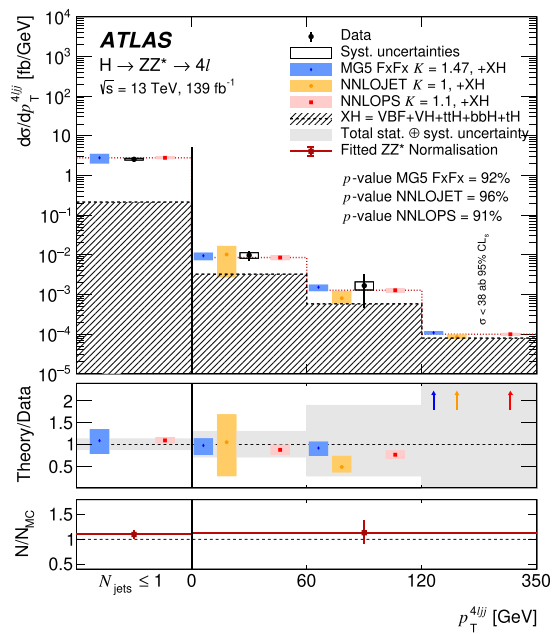 ATLAS
H → ZZ* → 4l
√s = 13 TeV, 139 fb⁻¹
Data
Syst. uncertainties
MG5 FxFx K = 1.47, +XH
NNLOJET K = 1, +XH
NNLOPS K = 1.1, +XH
XH = VBF+VH+ttH+bbH+tH
Total stat. ⊕ syst. uncertainty
Fitted ZZ* Normalisation
p-value MG5 FxFx = 92%
p-value NNLOJET = 96%
p-value NNLOPS = 91%
σ < 38 ab 95% CLₛ
dσ/dp_T^4ljj [fb/GeV]
10⁴
10³
10²
10
1
10⁻¹
10⁻²
10⁻³
10⁻⁴
10⁻⁵
Theory/Data
2
1.5
1
0.5
0
N/N_MC
1.5
1
0.5
N_jets ≤ 1 0 60 120 350
p_T^4ljj [GeV]